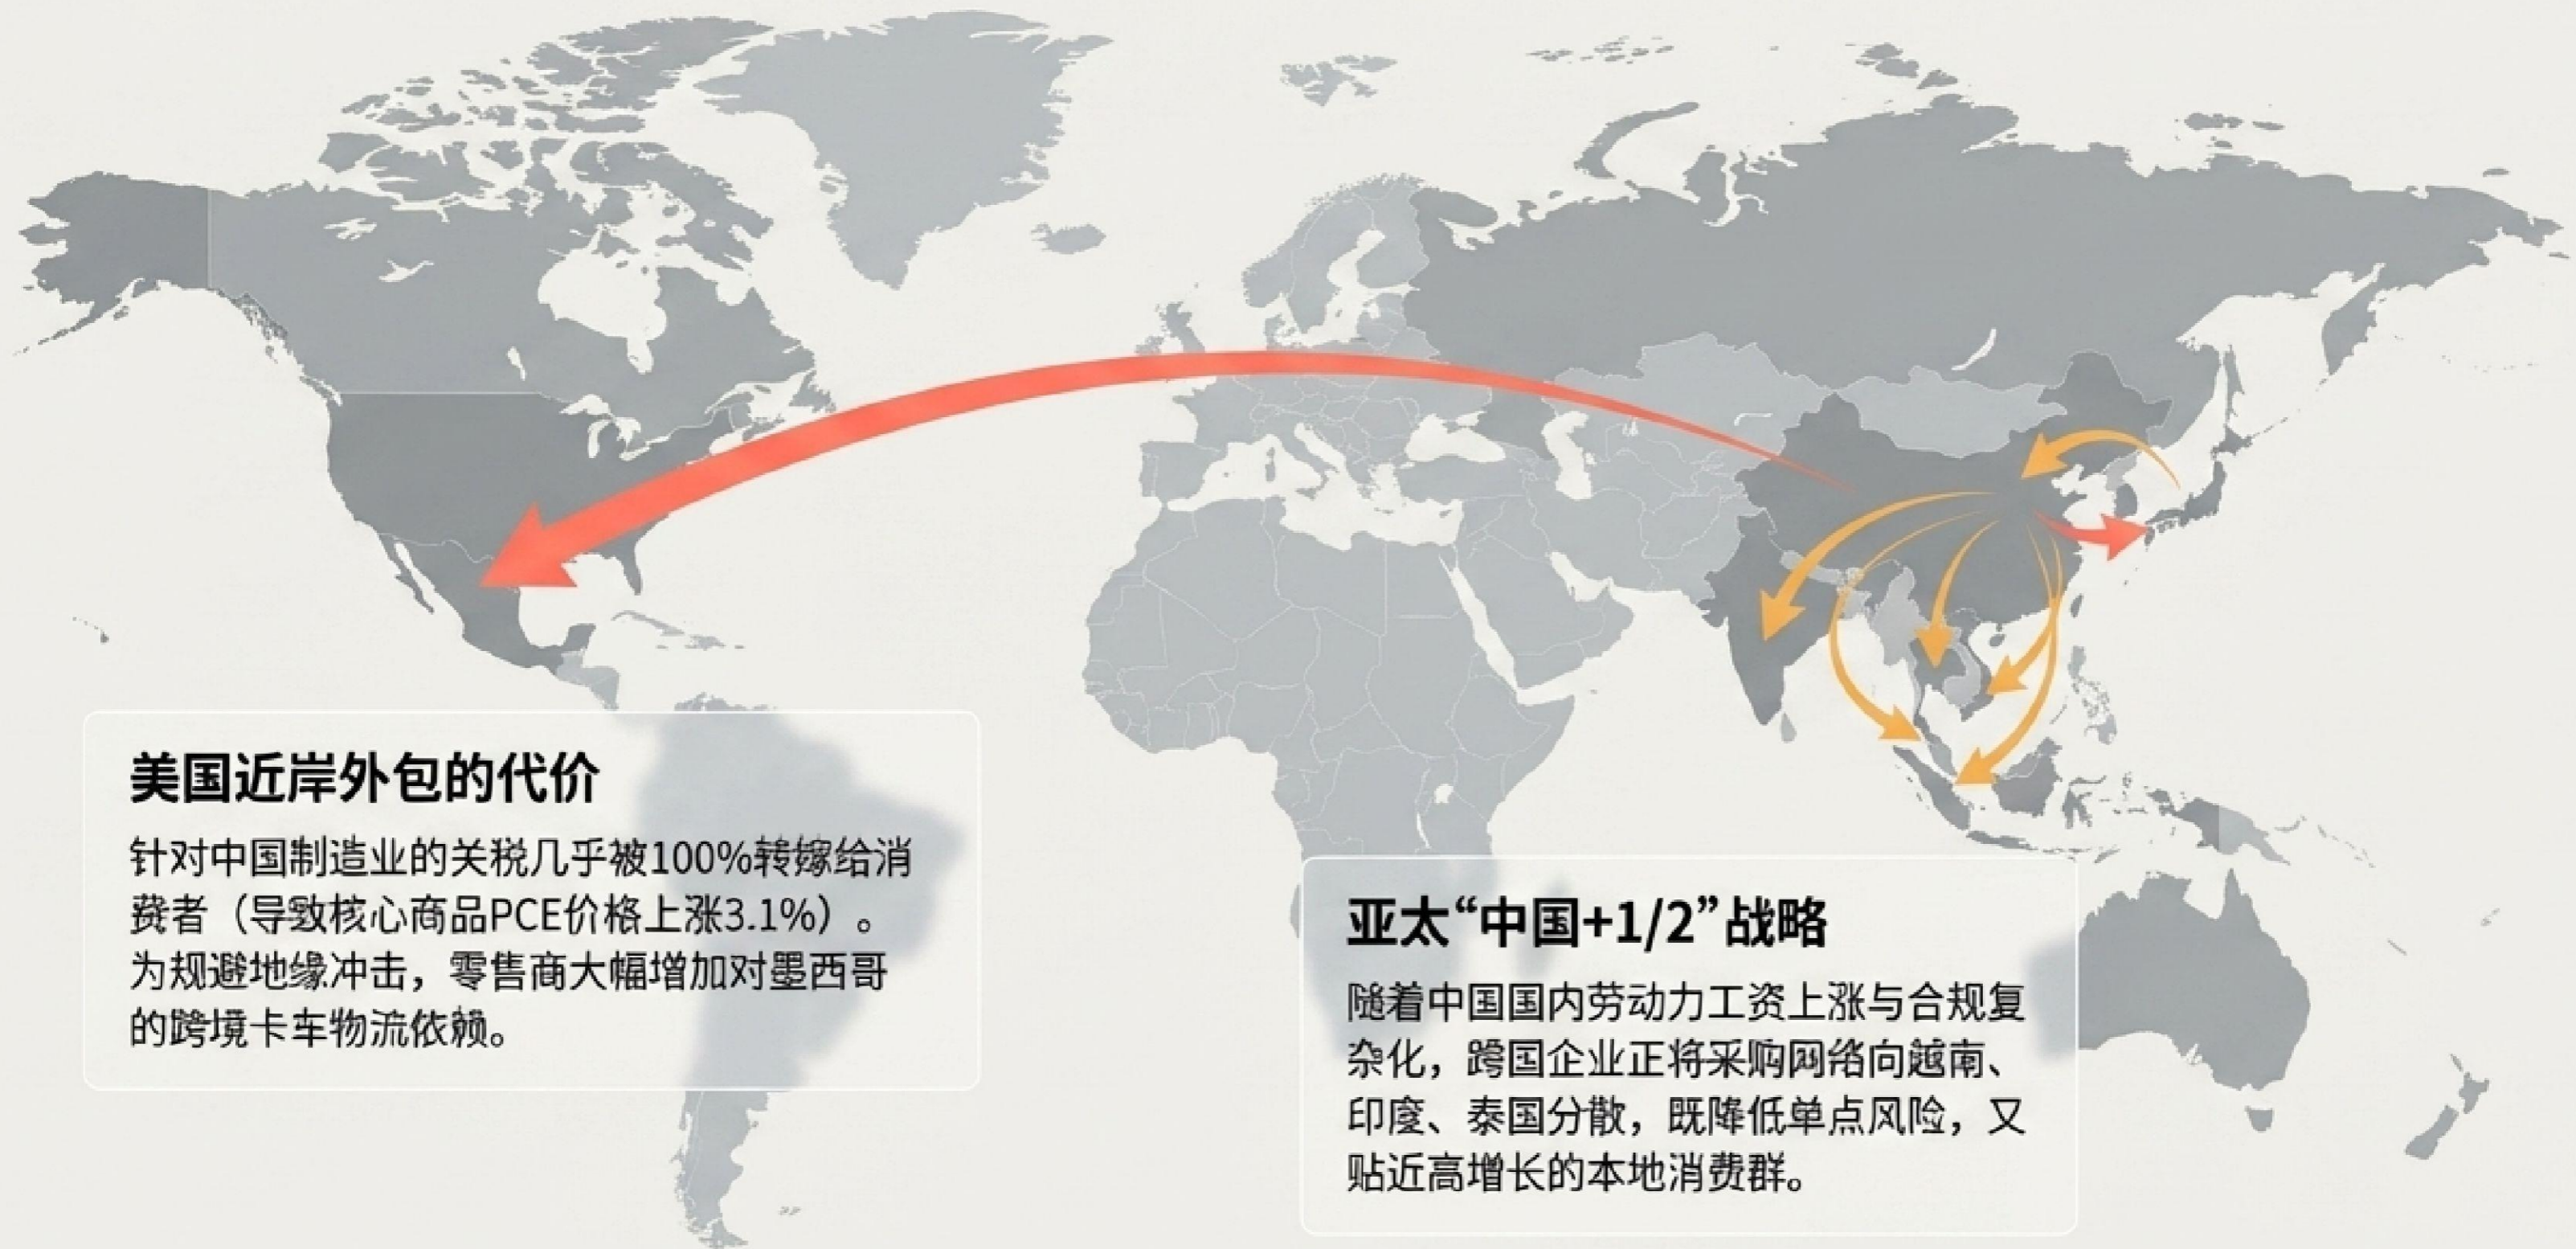 美国近岸外包的代价
针对中国制造业的关税几乎被100%转嫁给消
费者（导致核心商品PCE价格上涨3.1%）。
为规避地缘冲击，零售商大幅增加对墨西哥
的跨境卡车物流依赖。
亚太“中国+1/2”战略
随着中国国内劳动力工资上涨与合规复
杂化，跨国企业正将采购网络向越南、
印度、泰国分散，既降低单点风险，又
贴近高增长的本地消费群。